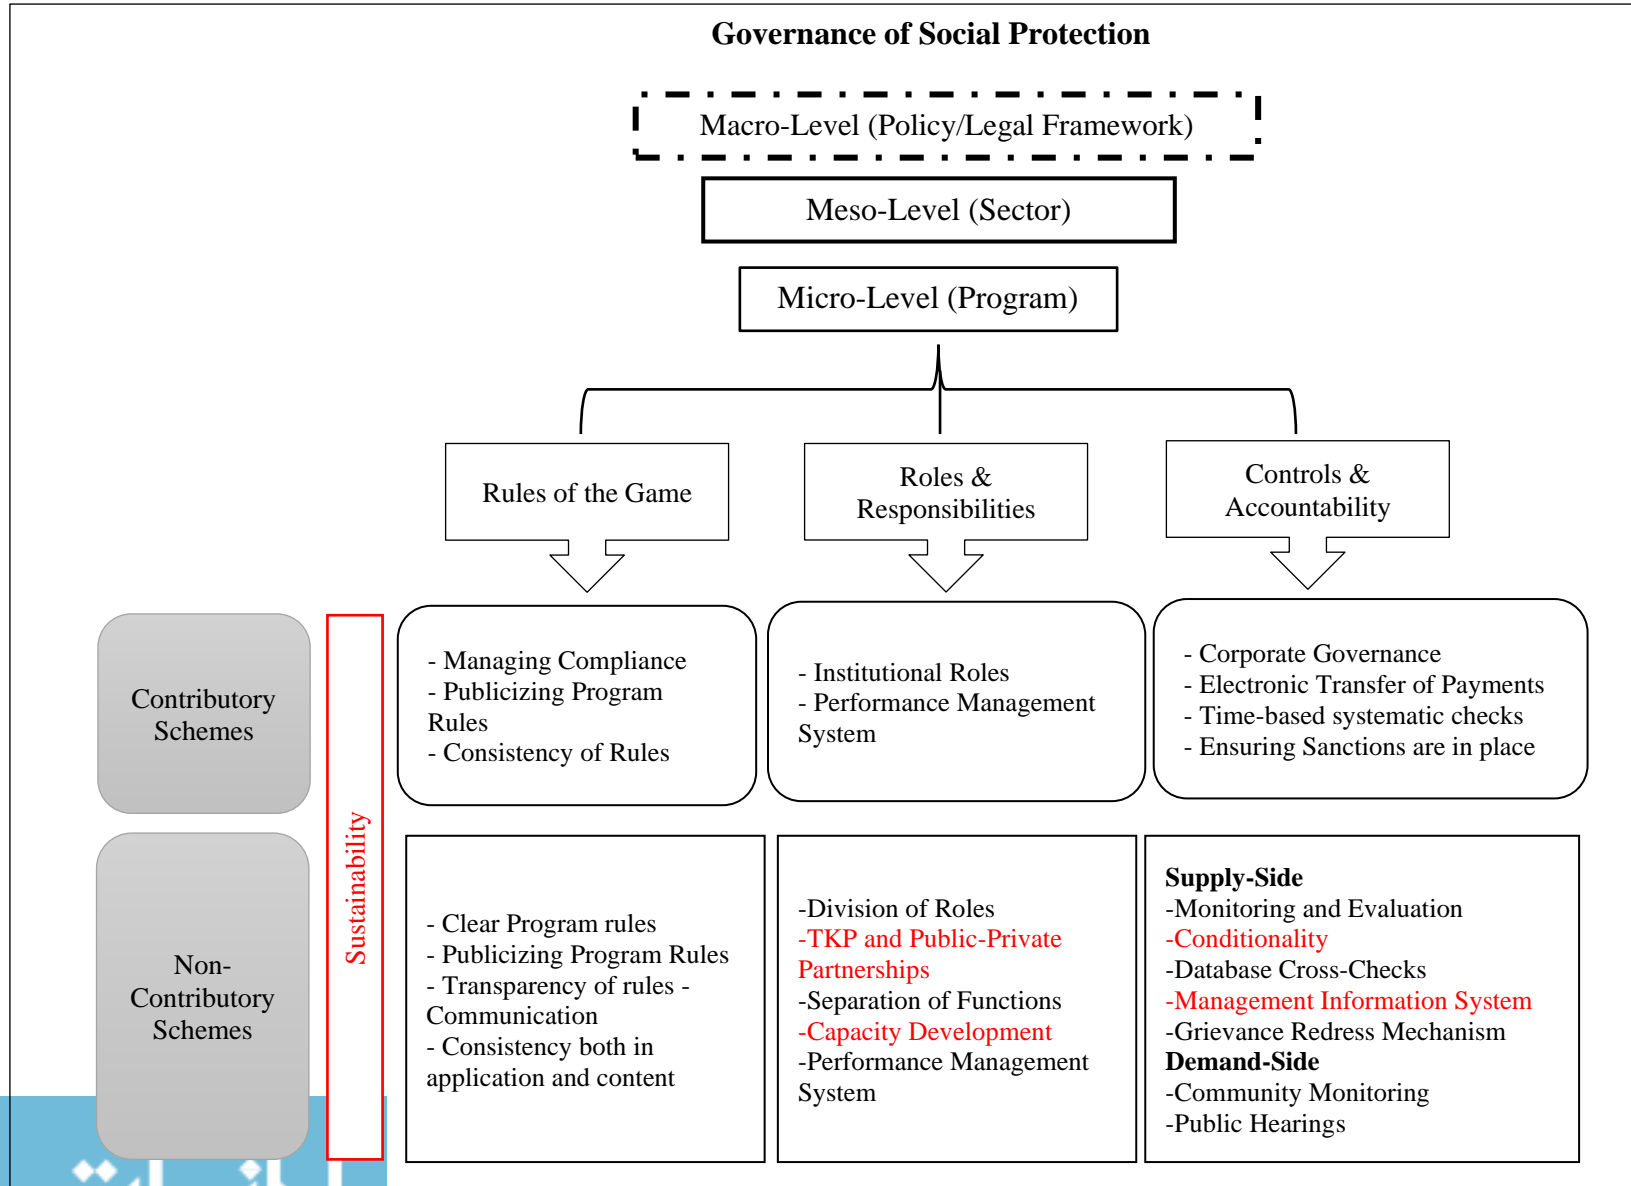 Governance of Social Protection
Macro-Level (Policy/Legal Framework)
Meso-Level (Sector)
Micro-Level (Program)
Rules of the Game
Roles &
Responsibilities
Controls &
Accountability
Contributory
Schemes
Sustainability
- Managing Compliance
- Publicizing Program
Rules
- Consistency of Rules
- Institutional Roles
- Performance Management
System
- Corporate Governance
- Electronic Transfer of Payments
- Time-based systematic checks
- Ensuring Sanctions are in place
Non-
Contributory
Schemes
- Clear Program rules
- Publicizing Program Rules
- Transparency of rules -
Communication
- Consistency both in
application and content
-Division of Roles
-TKP and Public-Private
Partnerships
-Separation of Functions
-Capacity Development
-Performance Management
System
Supply-Side
-Monitoring and Evaluation
-Conditionality
-Database Cross-Checks
-Management Information System
-Grievance Redress Mechanism
Demand-Side
-Community Monitoring
-Public Hearings